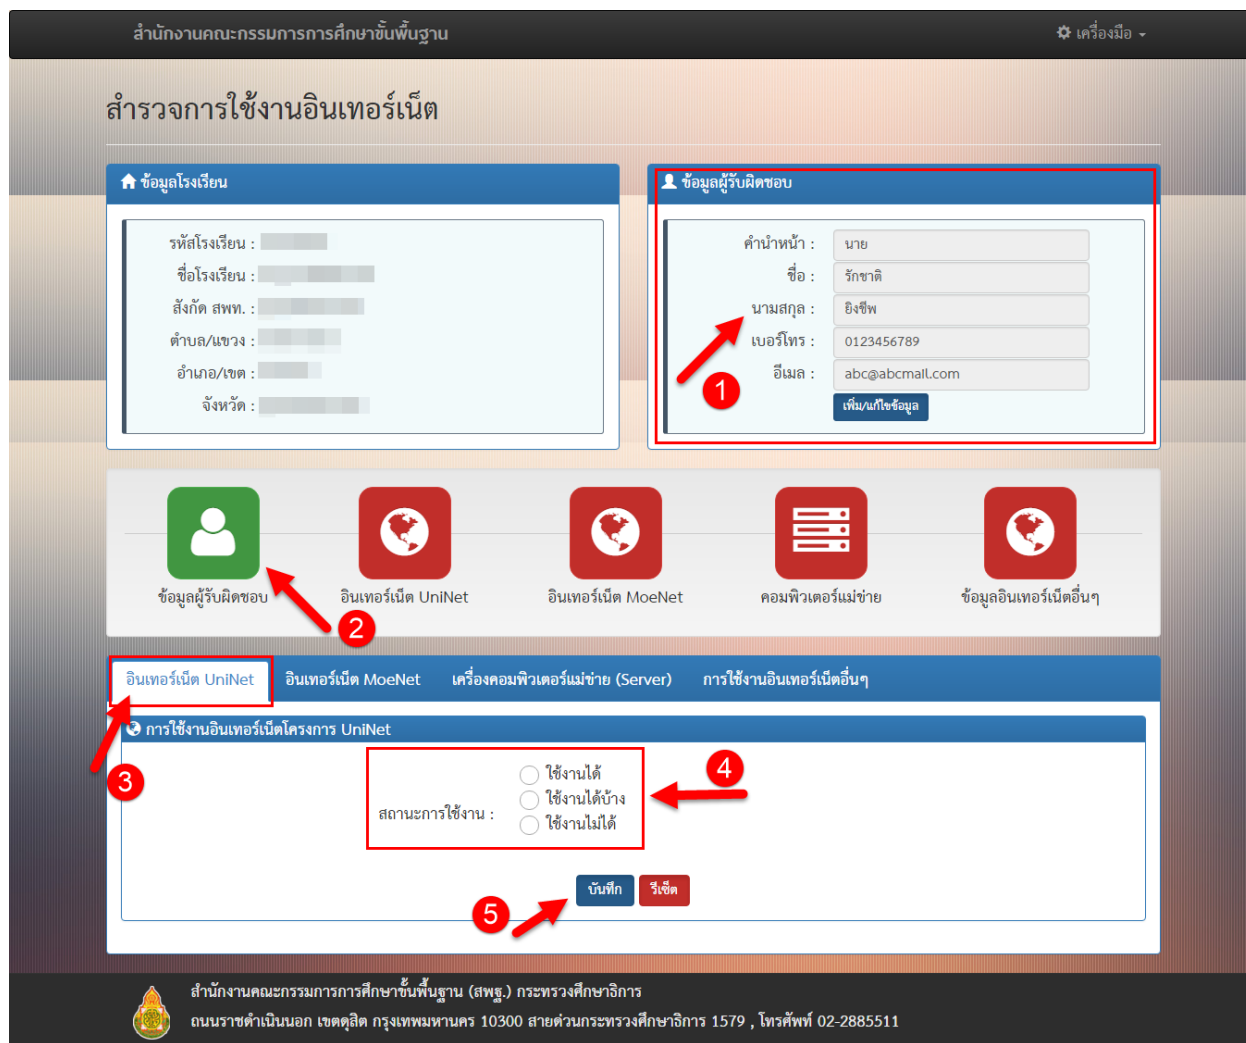 สำนักงานคณะกรรมการการศึกษาขั้นพื้นฐาน
เครื่องมือ
สำรวจการใช้งานอินเทอร์เน็ต
ข้อมูลโรงเรียน
รหัสโรงเรียน :
ชื่อโรงเรียน :
สังกัด สพท. :
ตำบล/แขวง :
อำเภอ/เขต :
จังหวัด :
ข้อมูลผู้รับผิดชอบ
คำนำหน้า : นาย
ชื่อ : รักชาติ
นามสกุล : ยิงชีพ
เบอร์โทร : 0123456789
อีเมล : abc@abcmail.com
เพิ่ม/แก้ไขข้อมูล
1
ข้อมูลผู้รับผิดชอบ
อินเทอร์เน็ต UniNet
อินเทอร์เน็ต MoeNet
คอมพิวเตอร์แม่ข่าย
ข้อมูลอินเทอร์เน็ตอื่นๆ
2
อินเทอร์เน็ต UniNet
อินเทอร์เน็ต MoeNet
เครื่องคอมพิวเตอร์แม่ข่าย (Server)
การใช้งานอินเทอร์เน็ตอื่นๆ
การใช้งานอินเทอร์เน็ตโครงการ UniNet
3
สถานะการใช้งาน :
ใช้งานได้
ใช้งานได้บ้าง
ใช้งานไม่ได้
4
บันทึก
รีเซ็ต
5
สำนักงานคณะกรรมการการศึกษาขั้นพื้นฐาน (สพฐ.) กระทรวงศึกษาธิการ
ถนนราชดำเนินนอก เขตดุสิต กรุงเทพมหานคร 10300 สายด่วนกระทรวงศึกษาธิการ 1579 , โทรศัพท์ 02-2885511